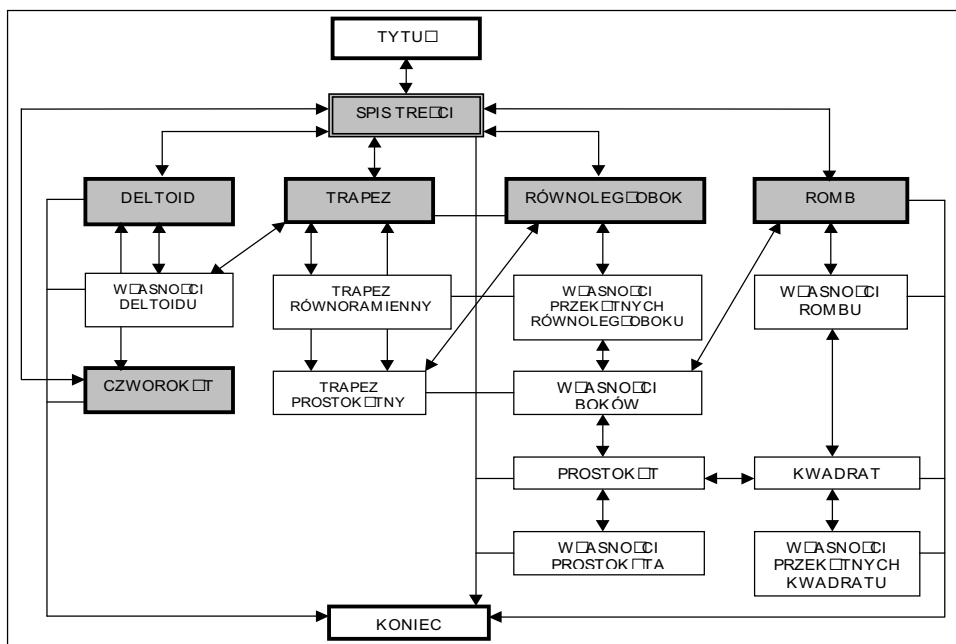 TYTU□
SPIS TRE□CI
DELTOID
TRAPEZ
RÓWNOLEG□OBOK
ROMB
W□ASNO□CI
DELTOIDU
TRAPEZ
RÓWNORAMIENNY
W□ASNO□CI
PRZEK□TNYCH
RÓWNOLEG□OBOKU
W□ASNO□CI
ROMBU
CZWOROK□T
TRAPEZ
PROSTOK□TNY
W□ASNO□CI
BOKÓW
PROSTOK□T
KWADRAT
W□ASNO□CI
PROSTOK□TA
W□ASNO□CI
PRZEK□TNYCH
KWADRATU
KONIEC